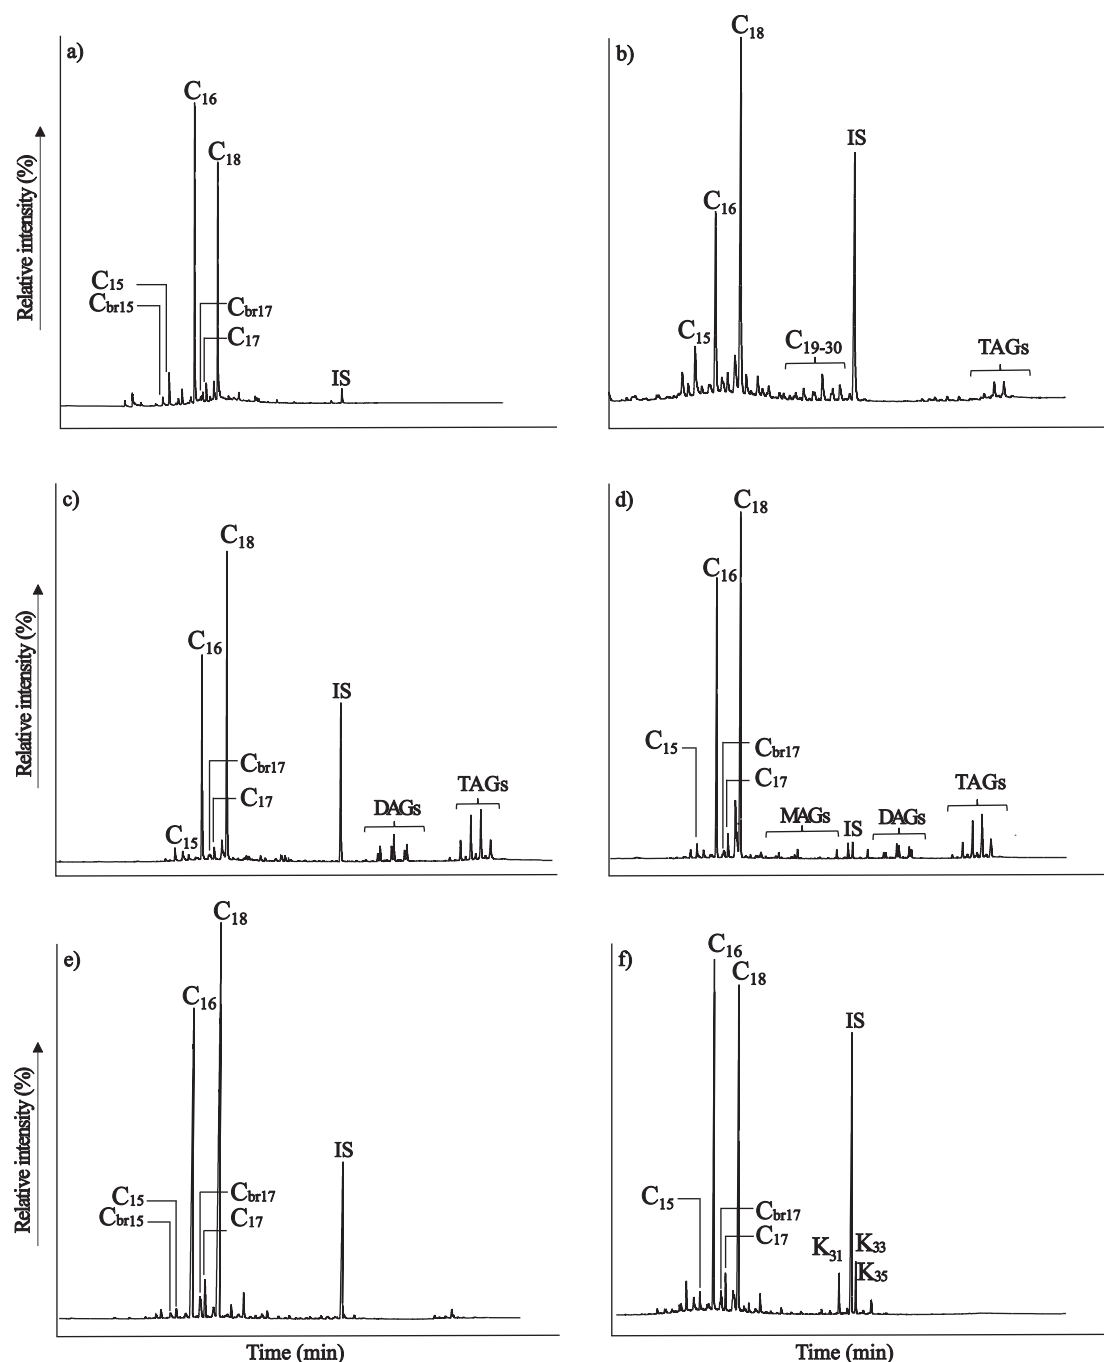 a)
C16
C18
C15
Cbr15
Cbr17
C17
IS
Relative intensity (%)
b)
C18
IS
C16
C15
C19-30
TAGs
c)
C18
C16
IS
Cbr17
C17
C15
DAGs
TAGs
Relative intensity (%)
d)
C18
C16
C15
Cbr17
C17
MAGs
IS
DAGs
TAGs
e)
C18
C16
IS
C15
Cbr15
Cbr17
C17
Relative intensity (%)
Time (min)
f)
C16
C18
IS
C15
Cbr17
C17
K31
K33
K35
Time (min)